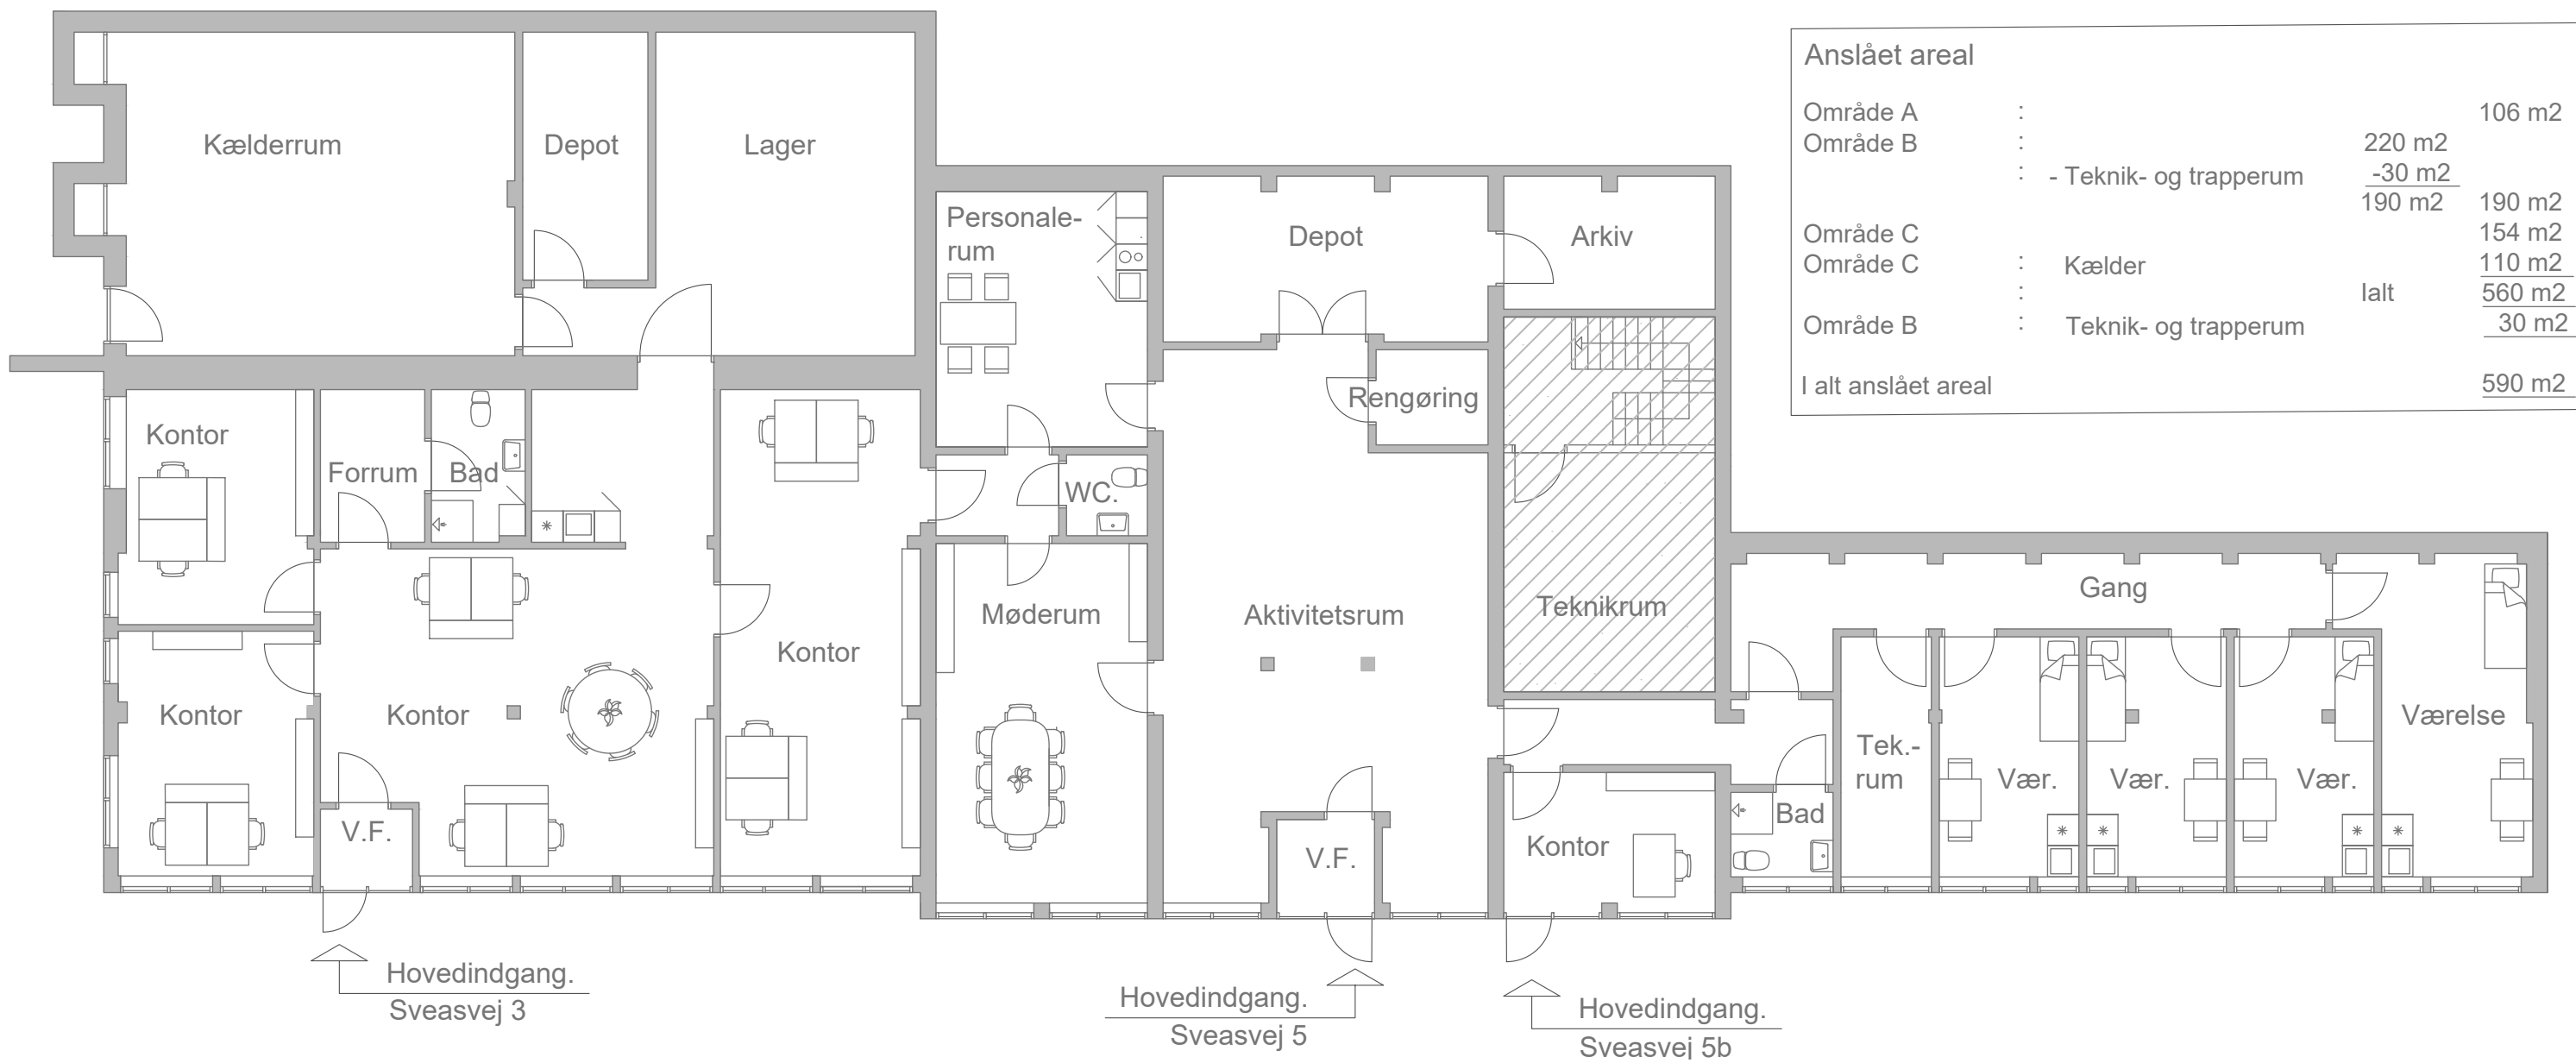 Anslået areal
Område A : 106 m2
Område B : 220 m2
: - Teknik- og trapperum -30 m2
190 m2 190 m2
Område C 154 m2
Område C : Kælder 110 m2
: Ialt 560 m2
Område B : Teknik- og trapperum 30 m2
I alt anslået areal 590 m2
Kælderrum
Depot
Lager
Personale-
rum
Depot
Arkiv
Rengøring
Kontor
Forrum
Bad
WC.
Møderum
Aktivitetsrum
Teknikrum
Gang
Kontor
Kontor
Kontor
Værelse
Tek.-
rum
Vær.
Vær.
Vær.
V.F.
V.F.
Kontor
Bad
Hovedindgang.
Sveasvej 3
Hovedindgang.
Sveasvej 5
Hovedindgang.
Sveasvej 5b